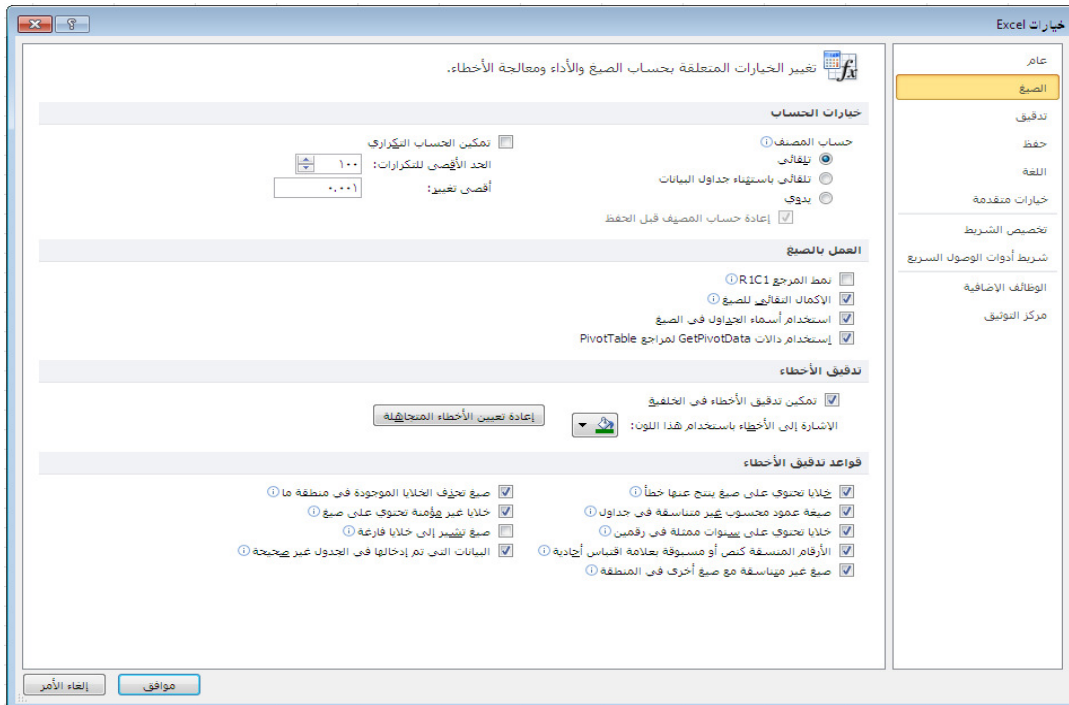 خيارات Excel
عام
الصيغ
تدقيق
حفظ
اللغة
خيارات متقدمة
تخصيص الشريط
شريط أدوات الوصول السريع
الوظائف الإضافية
مركز التوثيق
تغيير الخيارات المتعلقة بحساب الصيغ والأداء ومعالجة الأخطاء.
خيارات الحساب
حساب المصنف
تلقائي
تلقائي باستثناء جداول البيانات
يدوي
إعادة حساب المصنف قبل الحفظ
تمكين الحساب التكراري
الحد الأقصى للتكرارات: ١٠٠
أقصى تغيير: ٠.٠٠١
العمل بالصيغ
نمط المرجع R1C1
الإكمال التلقائي للصيغ
استخدام أسماء الجداول في الصيغ
إستخدام دالات GetPivotData لمراجع PivotTable
تدقيق الأخطاء
تمكين تدقيق الأخطاء في الخلفية
الإشارة إلى الأخطاء باستخدام هذا اللون:
إعادة تعيين الأخطاء المتجاهلة
قواعد تدقيق الأخطاء
خلايا تحتوي على صيغ ينتج عنها خطأ
صيغة عمود محسوب غير متناسقة في جداول
خلايا تحتوي على سنوات ممثلة في رقمين
الأرقام المنسقة كنص أو مسبوقة بعلامة اقتباس أحادية
صيغ غير متناسقة مع صيغ أخرى في المنطقة
صيغ تحذف الخلايا الموجودة في منطقة ما
خلايا غير مؤمنة تحتوي على صيغ
صيغ تشير إلى خلايا فارغة
البيانات التي تم إدخالها في الجدول غير صحيحة
موافق
إلغاء الأمر